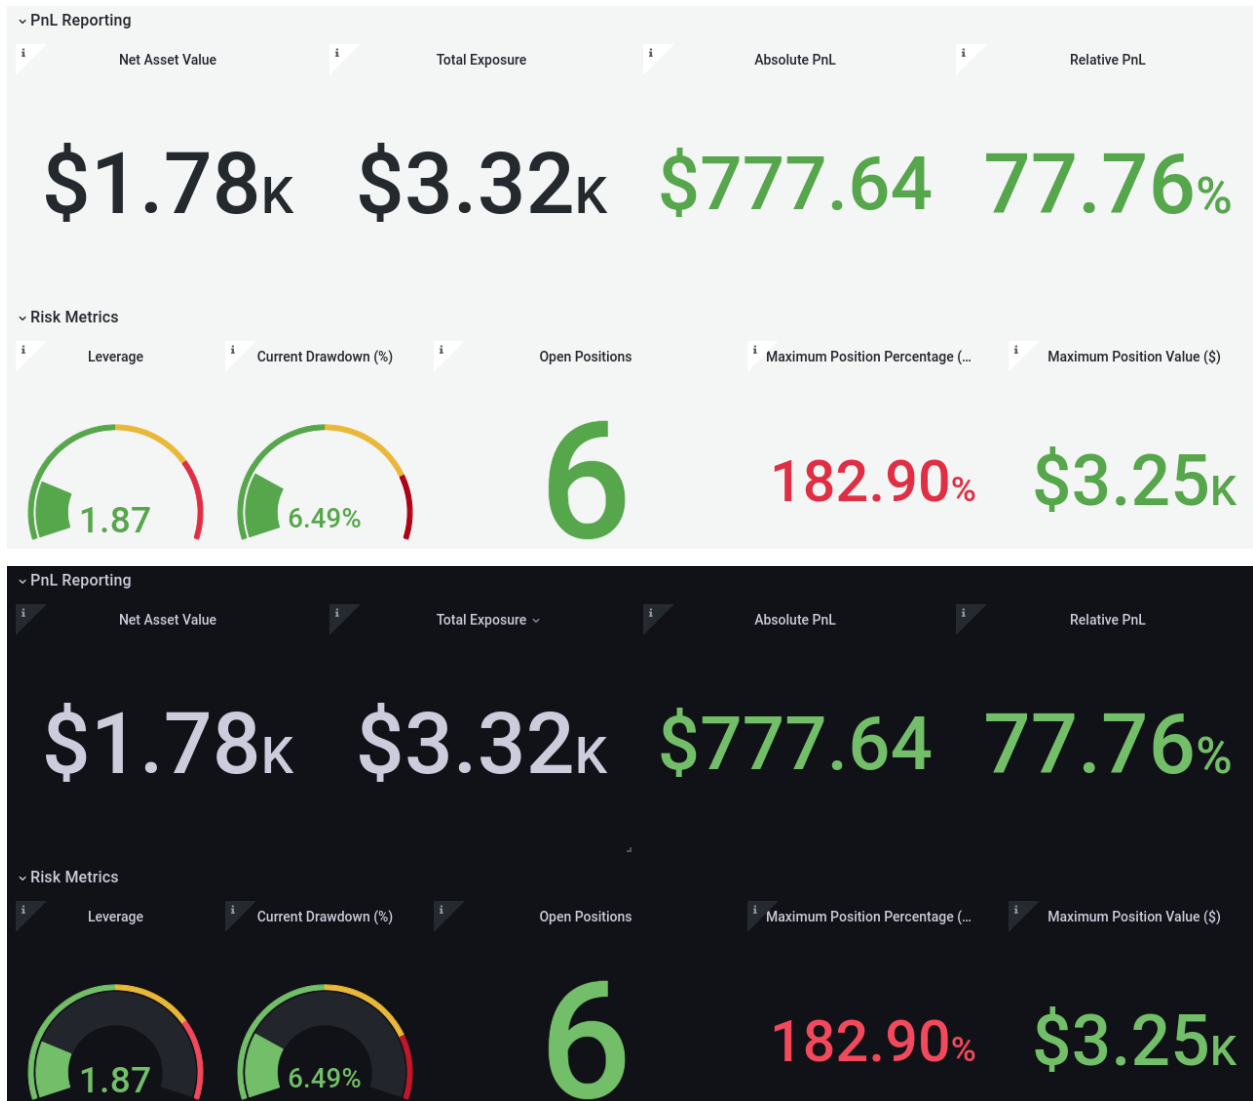 PnL Reporting
i Net Asset Value i Total Exposure i Absolute PnL i Relative PnL
$1.78K $3.32K $777.64 77.76%
Risk Metrics
i Leverage i Current Drawdown (%) i Open Positions i Maximum Position Percentage (... i Maximum Position Value ($)
1.87 6.49% 6 182.90% $3.25K
PnL Reporting
i Net Asset Value i Total Exposure i Absolute PnL i Relative PnL
$1.78K $3.32K $777.64 77.76%
Risk Metrics
i Leverage i Current Drawdown (%) i Open Positions i Maximum Position Percentage (... i Maximum Position Value ($)
1.87 6.49% 6 182.90% $3.25K